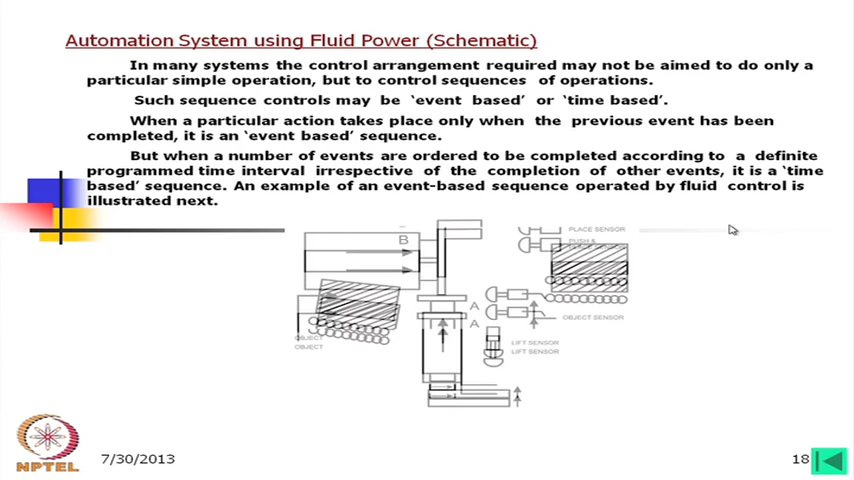 Automation System using Fluid Power (Schematic)
In many systems the control arrangement required may not be aimed to do only a
particular simple operation, but to control sequences of operations.
Such sequence controls may be ‘event based’ or ‘time based’.
When a particular action takes place only when the previous event has been
completed, it is an ‘event based’ sequence.
But when a number of events are ordered to be completed according to a definite
programmed time interval irrespective of the completion of other events, it is a ‘time
based’ sequence. An example of an event-based sequence operated by fluid control is
illustrated next.
PLACE SENSOR
B
PUSH &
A
OBJECT SENSOR
A
OBJECT
OBJECT
LIFT SENSOR
LIFT SENSOR
NPTEL
7/30/2013
18